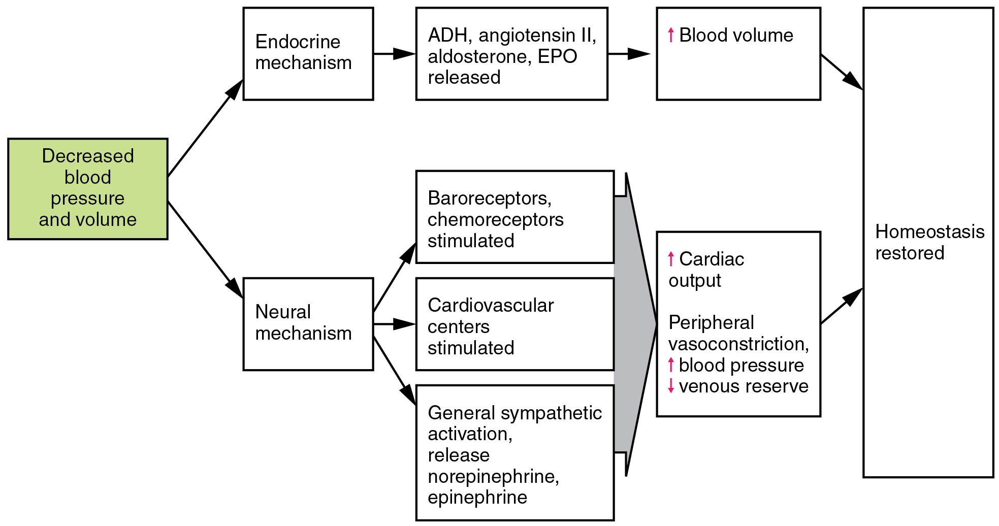 Decreased
blood
pressure
and volume
Endocrine
mechanism
ADH, angiotensin II,
aldosterone, EPO
released
↑ Blood volume
Neural
mechanism
Baroreceptors,
chemoreceptors
stimulated
Cardiovascular
centers
stimulated
General sympathetic
activation,
release
norepinephrine,
epinephrine
↑ Cardiac
output
Peripheral
vasoconstriction,
↑ blood pressure
↓ venous reserve
Homeostasis
restored